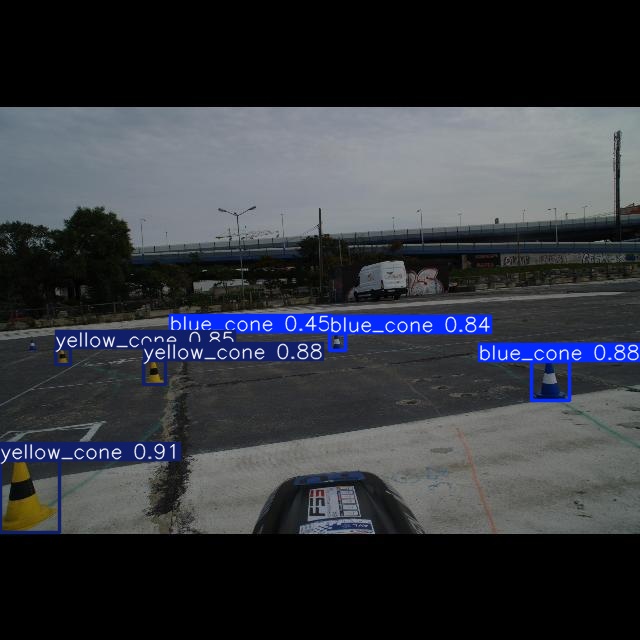 blue_cone 0.45
blue_cone 0.84
yellow_cone 0.85
yellow_cone 0.88
blue_cone 0.88
yellow_cone 0.91